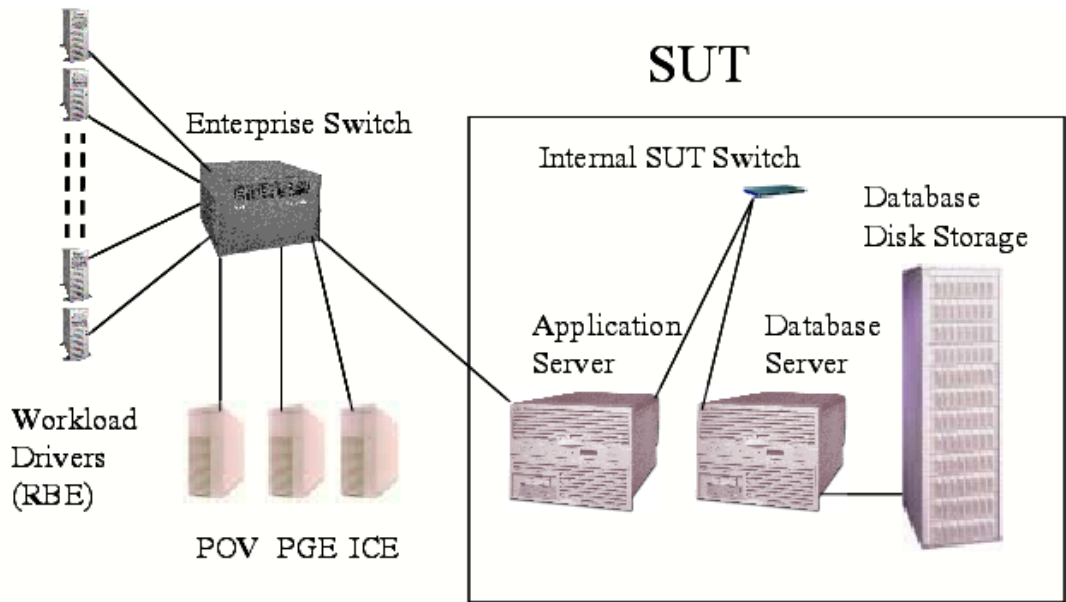 SUT
Enterprise Switch
Internal SUT Switch
Database
Disk Storage
Application
Server
Database
Server
Workload
Drivers
(RBE)
POV
PGE
ICE